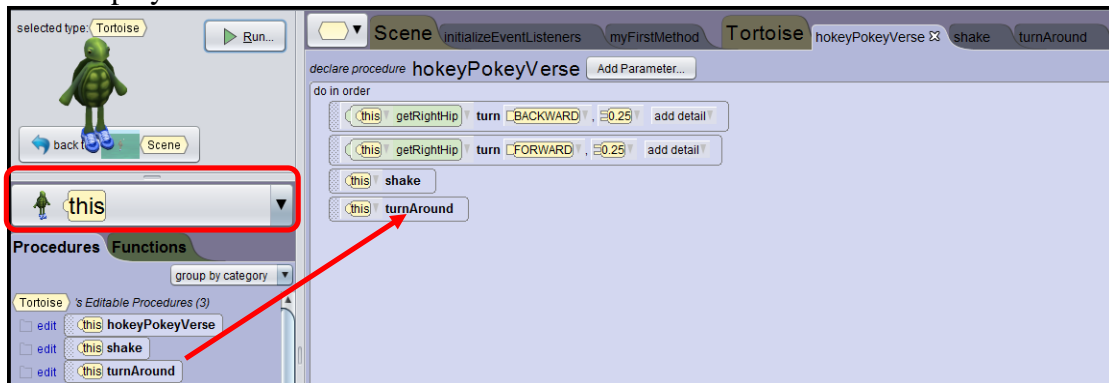 selected type: Tortoise
Run...
back to Scene
this
Procedures Functions
group by category
Tortoise 's Editable Procedures (3)
edit this hokeyPokeyVerse
edit this shake
edit this turnAround
Scene initializeEventListeners myFirstMethod Tortoise hokeyPokeyVerse shake turnAround
declare procedure hokeyPokeyVerse Add Parameter...
do in order
this getRightHip turn BACKWARD , 0.25 add detail
this getRightHip turn FORWARD , 0.25 add detail
this shake
this turnAround